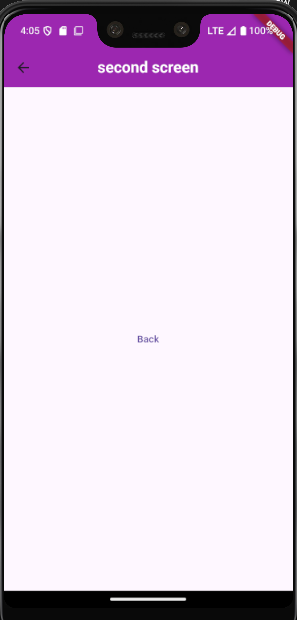 4:05 LTE 100%
DEBUG
second screen
Back